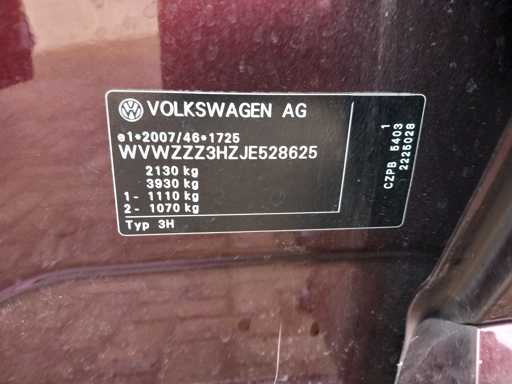 VOLKSWAGEN AG
e1*2007/46*1725
WVWZZZ3HZJE528625
2130 kg
3930 kg
1- 1110 kg
2- 1070 kg
Typ 3H
1
CZPB 5403
2225028